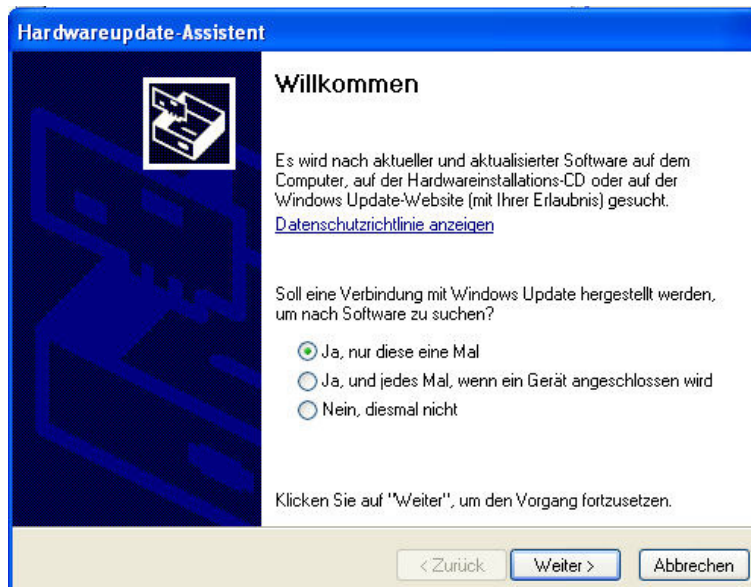 Hardwareupdate-Assistent
Willkommen
Es wird nach aktueller und aktualisierter Software auf dem
Computer, auf der Hardwareinstallations-CD oder auf der
Windows Update-Website (mit Ihrer Erlaubnis) gesucht.
Datenschutzrichtlinie anzeigen
Soll eine Verbindung mit Windows Update hergestellt werden,
um nach Software zu suchen?
Ja, nur diese eine Mal
Ja, und jedes Mal, wenn ein Gerät angeschlossen wird
Nein, diesmal nicht
Klicken Sie auf "Weiter", um den Vorgang fortzusetzen.
< Zurück Weiter > Abbrechen